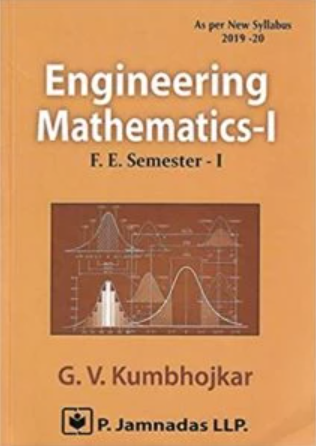 As per New Syllabus
2019 -20
Engineering
Mathematics-I
F. E. Semester - I
G. V. Kumbhojkar
P. Jamnadas LLP.